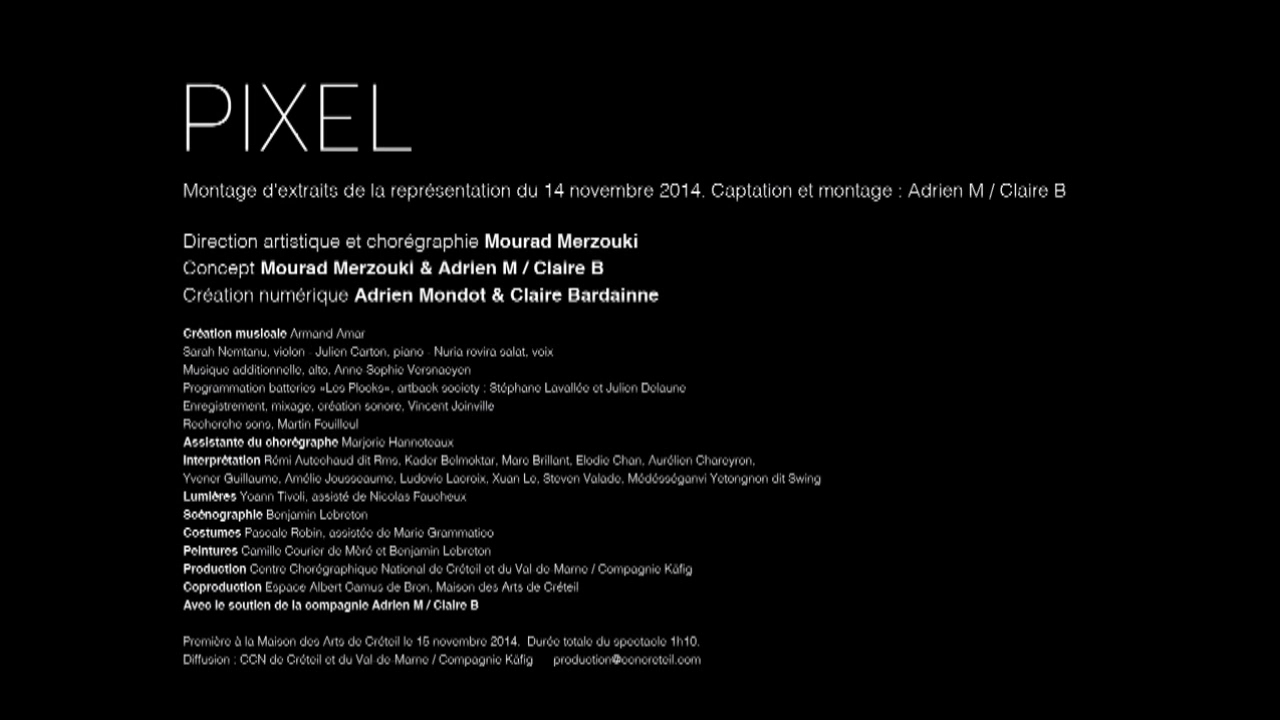 PIXEL
Montage d'extraits de la représentation du 14 novembre 2014. Captation et montage : Adrien M / Claire B
Direction artistique et chorégraphie Mourad Merzouki
Concept Mourad Merzouki & Adrien M / Claire B
Création numérique Adrien Mondot & Claire Bardainne
Création musicale Armand Amar
Sarah Nemtanu, violon - Julien Carton, piano - Nuria rovira salat, voix
Musique additionnelle, alto, Anne Sophie Versnaeyen
Programmation batteries «Les Plooks», artback society : Stéphane Lavallée et Julien Delaune
Enregistrement, mixage, création sonore, Vincent Joinville
Recherche sons, Martin Fouilleul
Assistante du chorégraphe Marjorie Hannoteaux
Interprétation Rémi Autechaud dit Rms, Kader Belmoktar, Marc Brillant, Elodie Chan, Aurélien Chareyron,
Yvener Guillaume, Amélie Jousseaume, Ludovic Lacroix, Xuan Le, Steven Valade, Médésséganvi Yetongnon dit Swing
Lumières Yoann Tivoli, assisté de Nicolas Faucheux
Scénographie Benjamin Lebreton
Costumes Pascale Robin, assistée de Marie Grammatico
Peintures Camille Courier de Méré et Benjamin Lebreton
Production Centre Chorégraphique National de Créteil et du Val de Marne / Compagnie Käfig
Coproduction Espace Albert Camus de Bron, Maison des Arts de Créteil
Avec le soutien de la compagnie Adrien M / Claire B
Première à la Maison des Arts de Créteil le 15 novembre 2014. Durée totale du spectacle 1h10.
Diffusion : CCN de Créteil et du Val de Marne / Compagnie Käfig production@ccncreteil.com